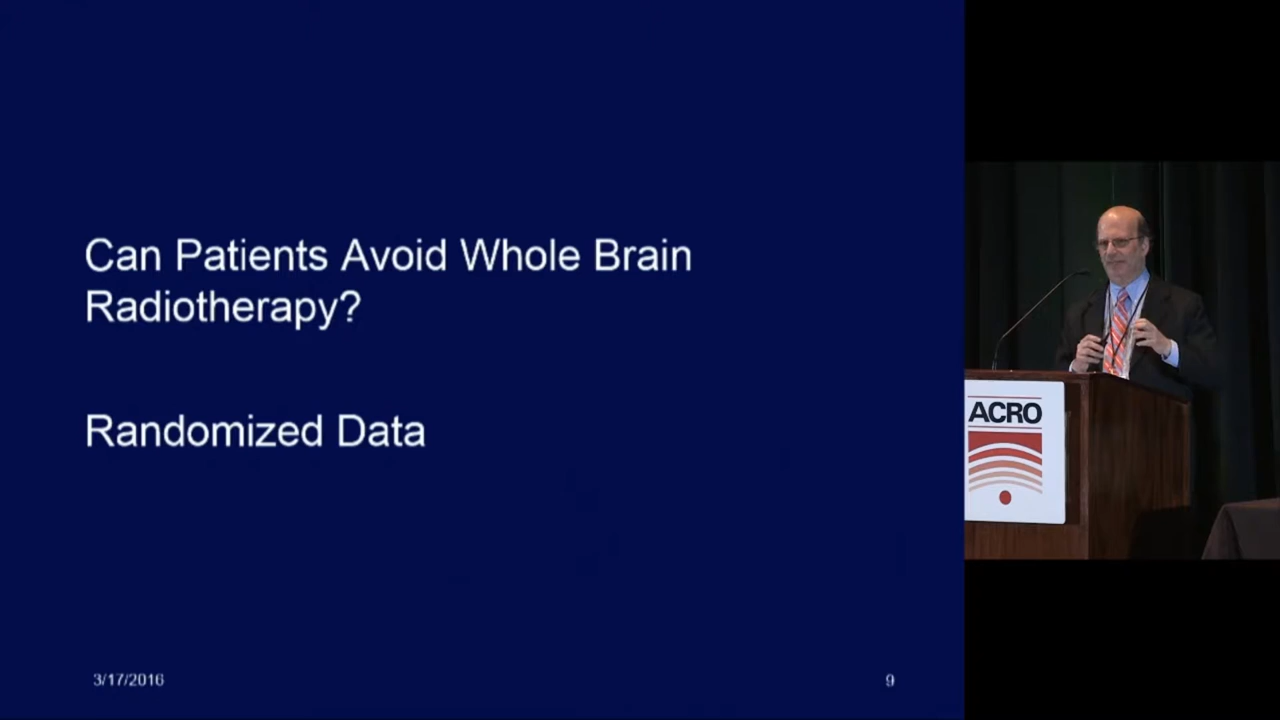 Can Patients Avoid Whole Brain
Radiotherapy?
Randomized Data
3/17/2016
9
ACRO